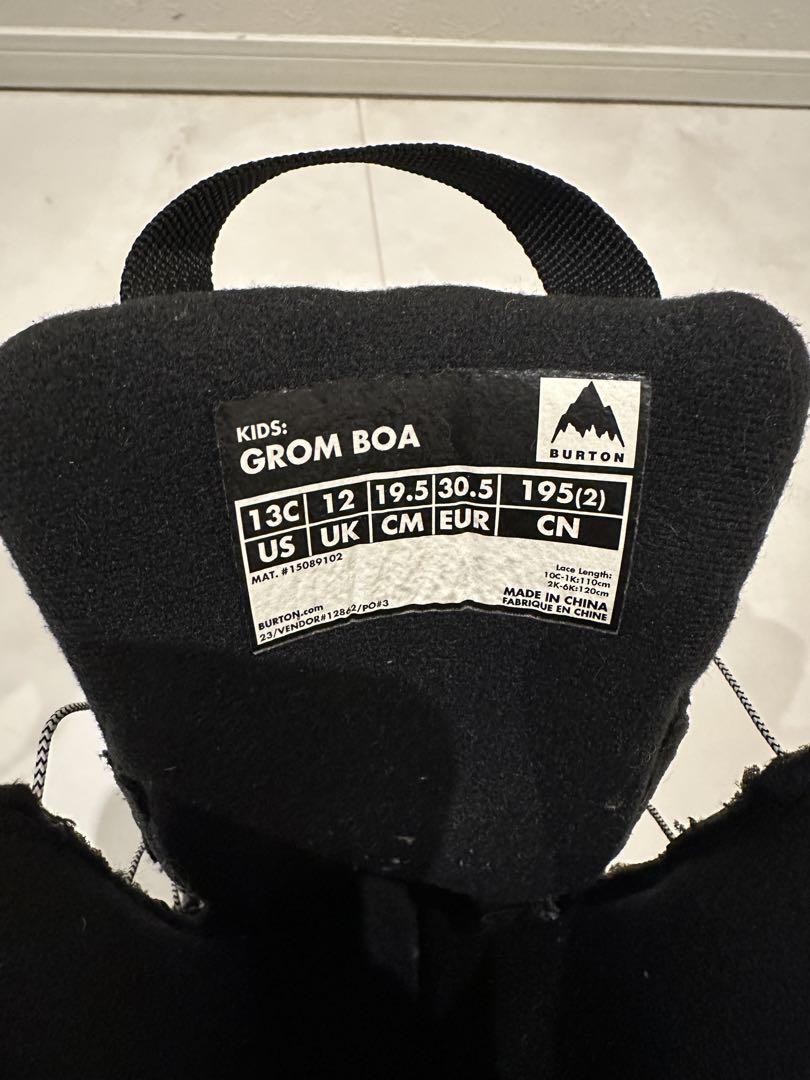 KIDS:
GROM BOA
BURTON
13C 12 19.5 30.5 195(2)
US UK CM EUR CN
MAT. #15089102
Lace Length:
10C-1K:110cm
2K-6K:120cm
MADE IN CHINA
FABRIQUE EN CHINE
BURTON.com
23/VENDOR#12862/PO#3